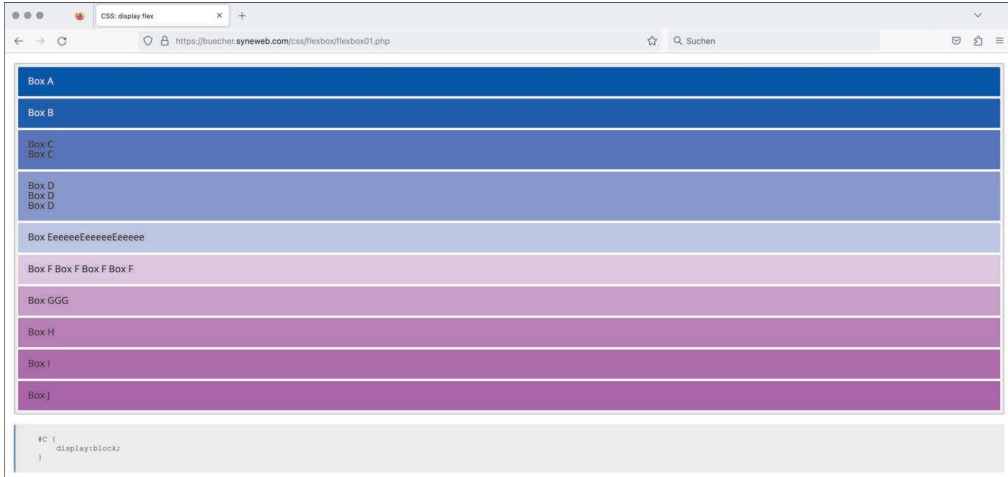 CSS: display flex
https://buecher.syneweb.com/css/flexbox/flexbox01.php
Suchen
Box A
Box B
Box C
Box C
Box D
Box D
Box D
Box EeeeeeEeeeeeEeeeee
Box F Box F Box F Box F
Box GGG
Box H
Box I
Box J
#C {
display:block;
}